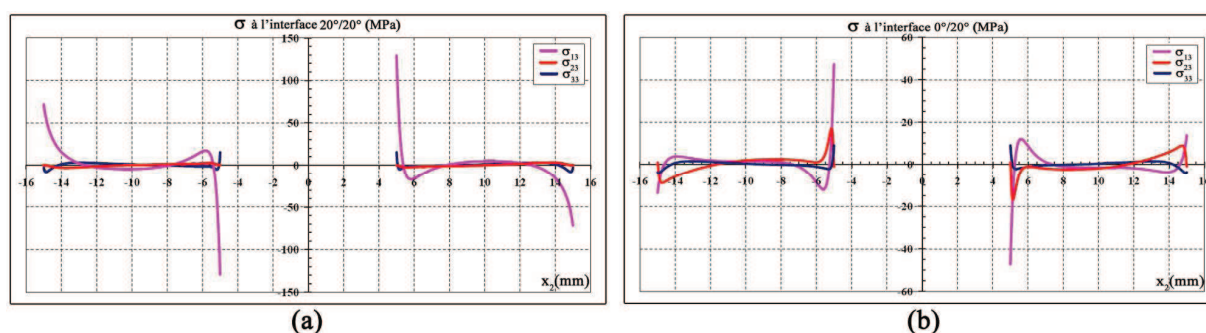 σ à l'interface 20°/20° (MPa)
150
100
50
0
-50
-100
-150
-16 -14 -12 -10 -8 -6 -4 -2 0 2 4 6 8 10 12 14 16
σ13
σ23
σ33
x2(mm)
(a)
σ à l'interface 0°/20° (MPa)
60
40
20
0
-20
-40
-60
-16 -14 -12 -10 -8 -6 -4 -2 0 2 4 6 8 10 12 14 16
σ13
σ23
σ33
x2(mm)
(b)